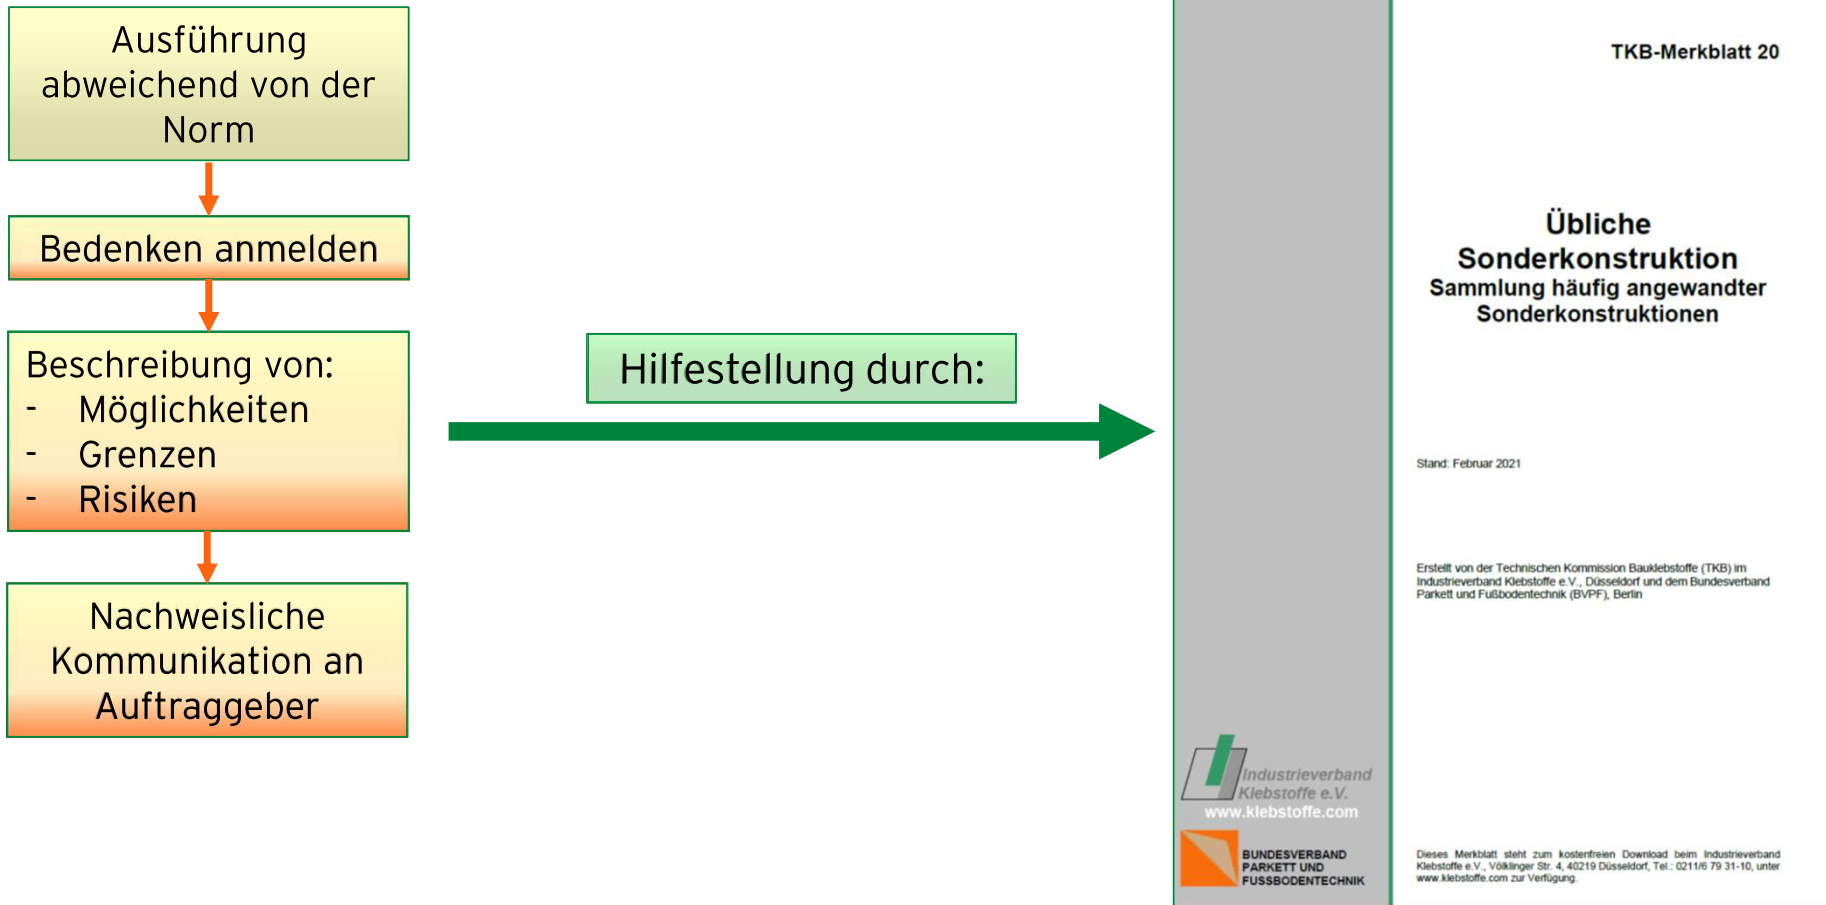 Ausführung
abweichend von der
Norm
Bedenken anmelden
Beschreibung von:
- Möglichkeiten
- Grenzen
- Risiken
Nachweisliche
Kommunikation an
Auftraggeber
Hilfestellung durch:
TKB-Merkblatt 20
Übliche
Sonderkonstruktion
Sammlung häufig angewandter
Sonderkonstruktionen
Stand: Februar 2021
Erstellt von der Technischen Kommission Bauklebstoffe (TKB) im
Industrieverband Klebstoffe e.V., Düsseldorf und dem Bundesverband
Parkett und Fußbodentechnik (BVPF), Berlin
Industrieverband
Klebstoffe e.V.
www.klebstoffe.com
BUNDESVERBAND
PARKETT UND
FUSSBODENTECHNIK
Dieses Merkblatt steht zum kostenfreien Download beim Industrieverband
Klebstoffe e.V., Völklinger Str. 4, 40219 Düsseldorf, Tel.: 0211/6 79 31-10, unter
www.klebstoffe.com zur Verfügung.